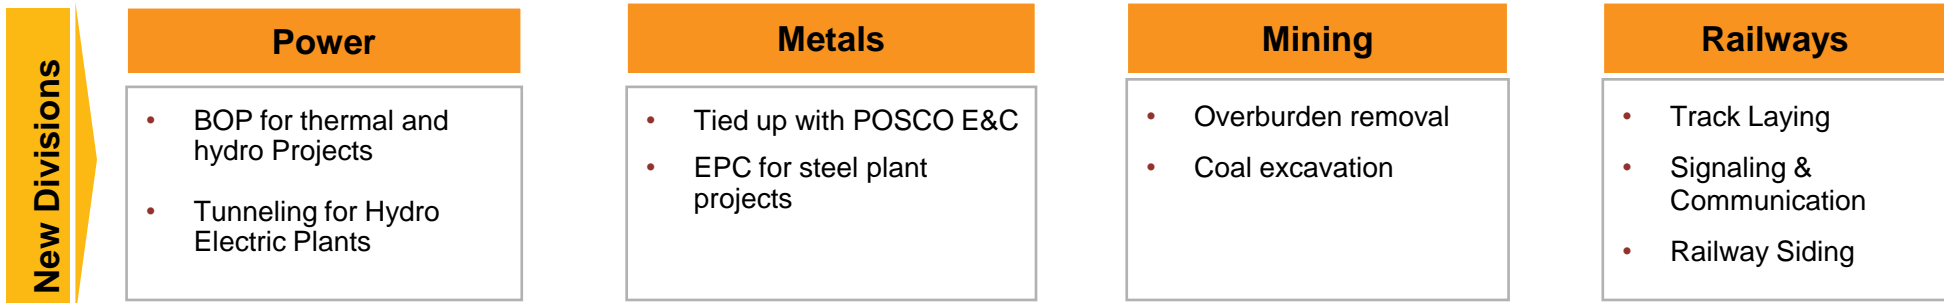 New Divisions
Power
• BOP for thermal and
hydro Projects
• Tunneling for Hydro
Electric Plants
Metals
• Tied up with POSCO E&C
• EPC for steel plant
projects
Mining
• Overburden removal
• Coal excavation
Railways
• Track Laying
• Signaling &
Communication
• Railway Siding